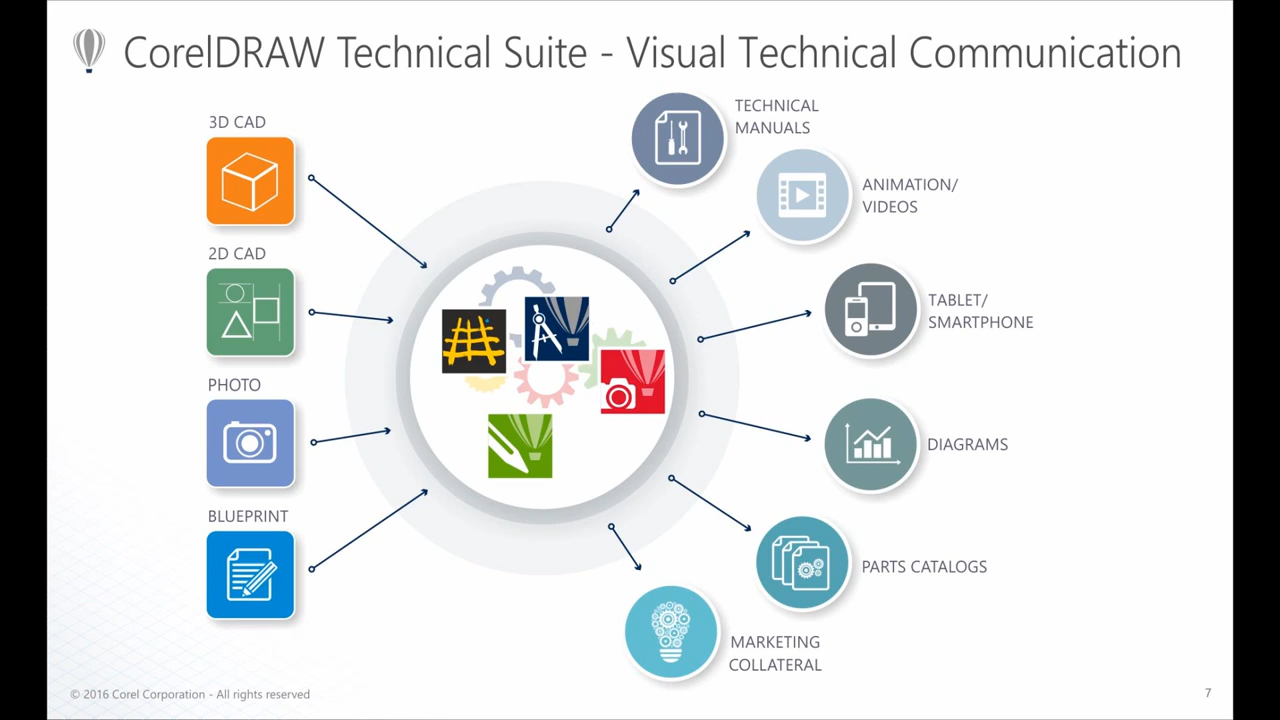 CorelDRAW Technical Suite - Visual Technical Communication
3D CAD
2D CAD
PHOTO
BLUEPRINT
TECHNICAL
MANUALS
ANIMATION/
VIDEOS
TABLET/
SMARTPHONE
DIAGRAMS
PARTS CATALOGS
MARKETING
COLLATERAL
© 2016 Corel Corporation - All rights reserved
7